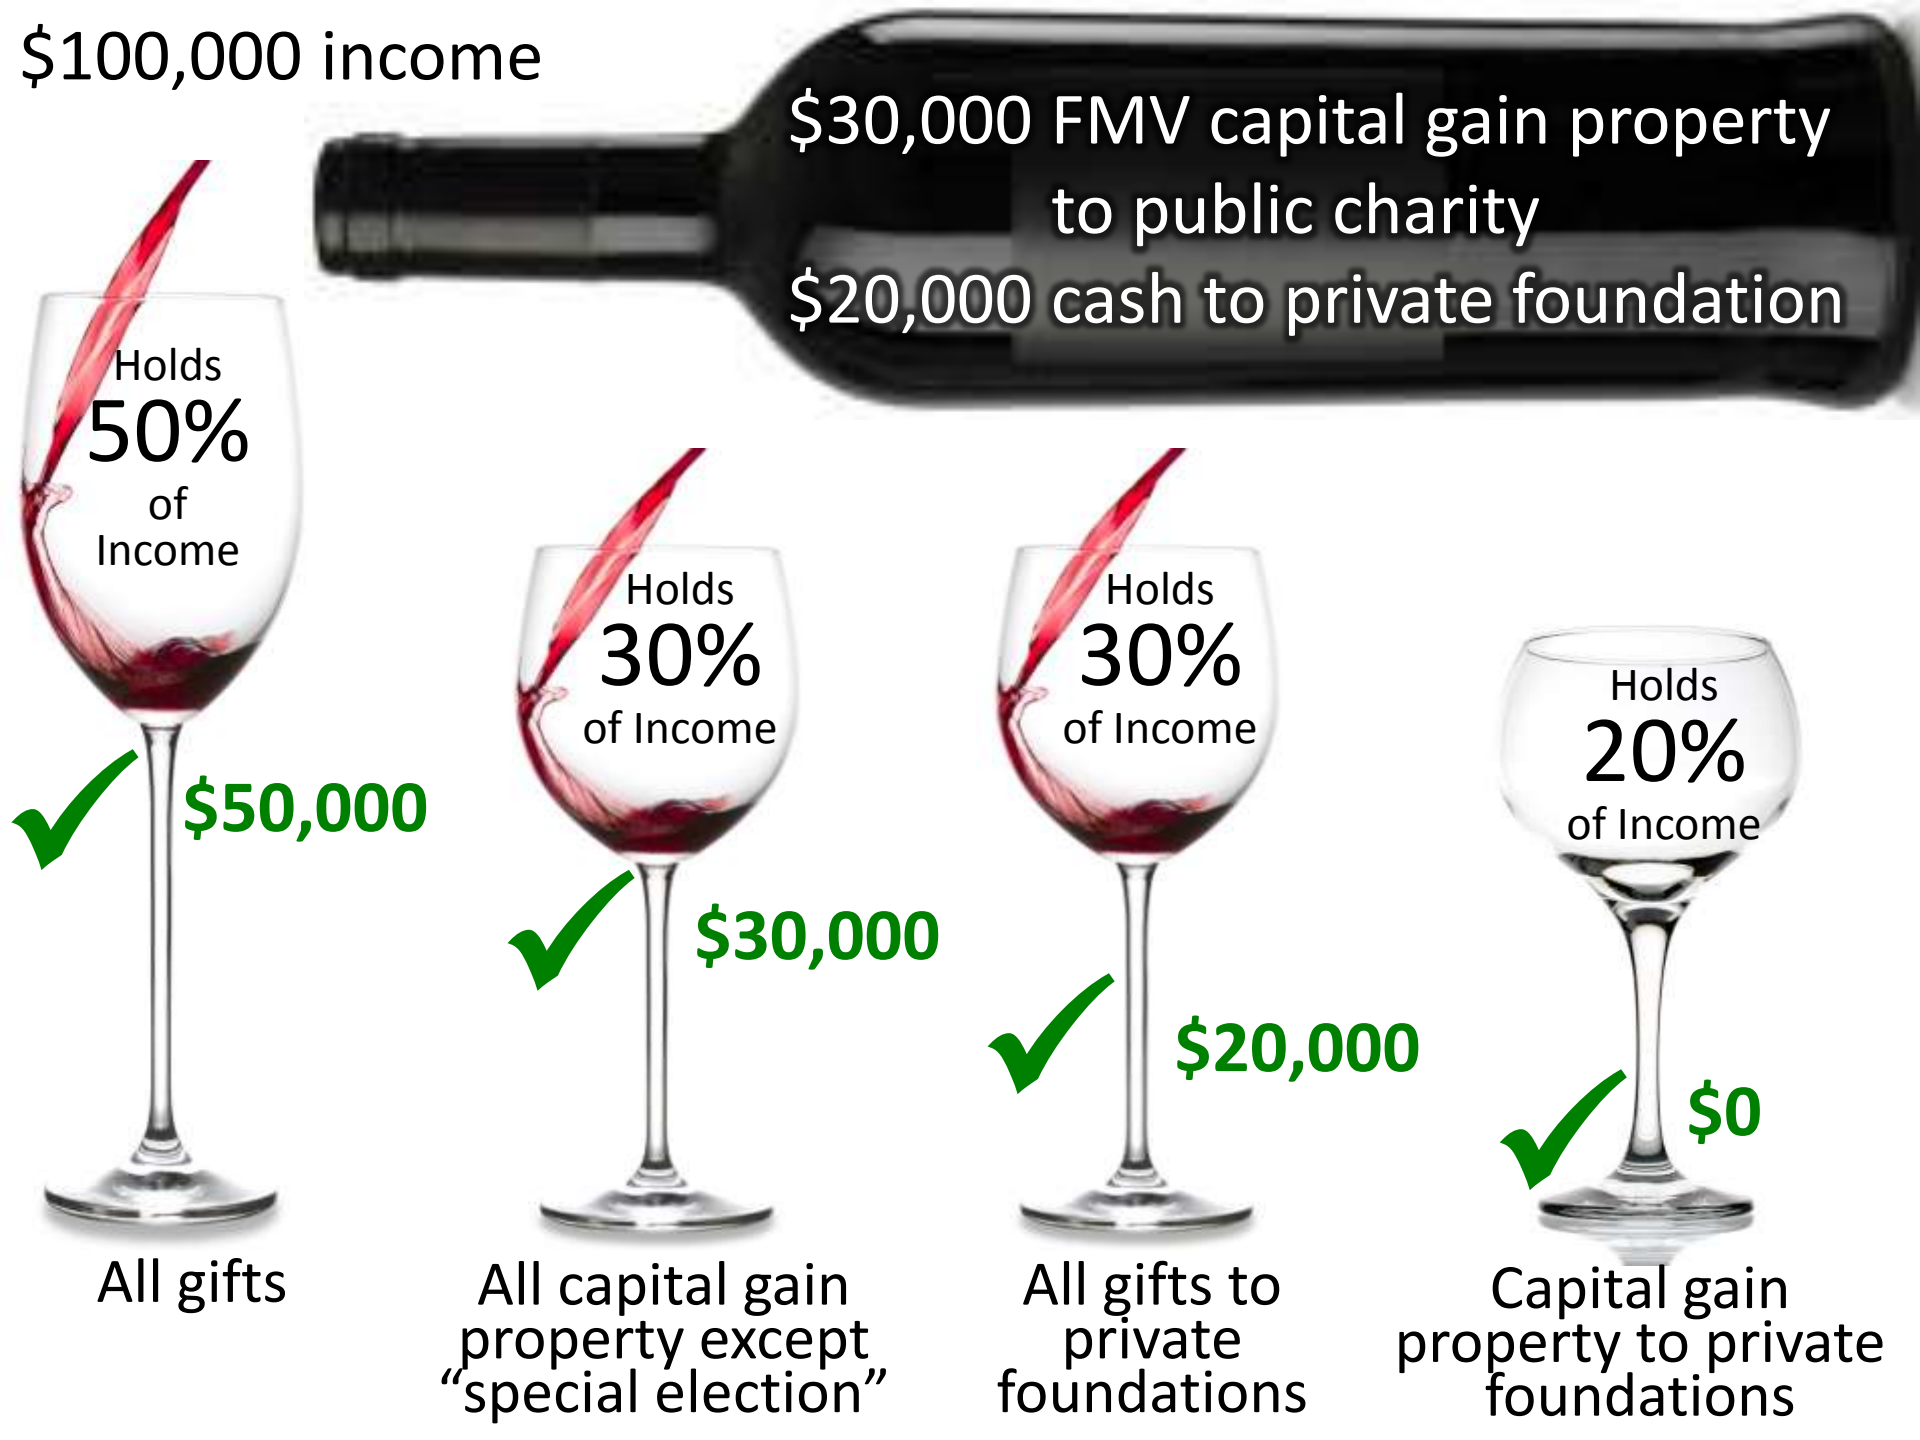 $100,000 income
$30,000 FMV capital gain property
to public charity
$20,000 cash to private foundation
Holds
50%
of
Income
$50,000
All gifts
Holds
30%
of Income
$30,000
All capital gain
property except
“special election”
Holds
30%
of Income
$20,000
All gifts to
private
foundations
Holds
20%
of Income
$0
Capital gain
property to private
foundations